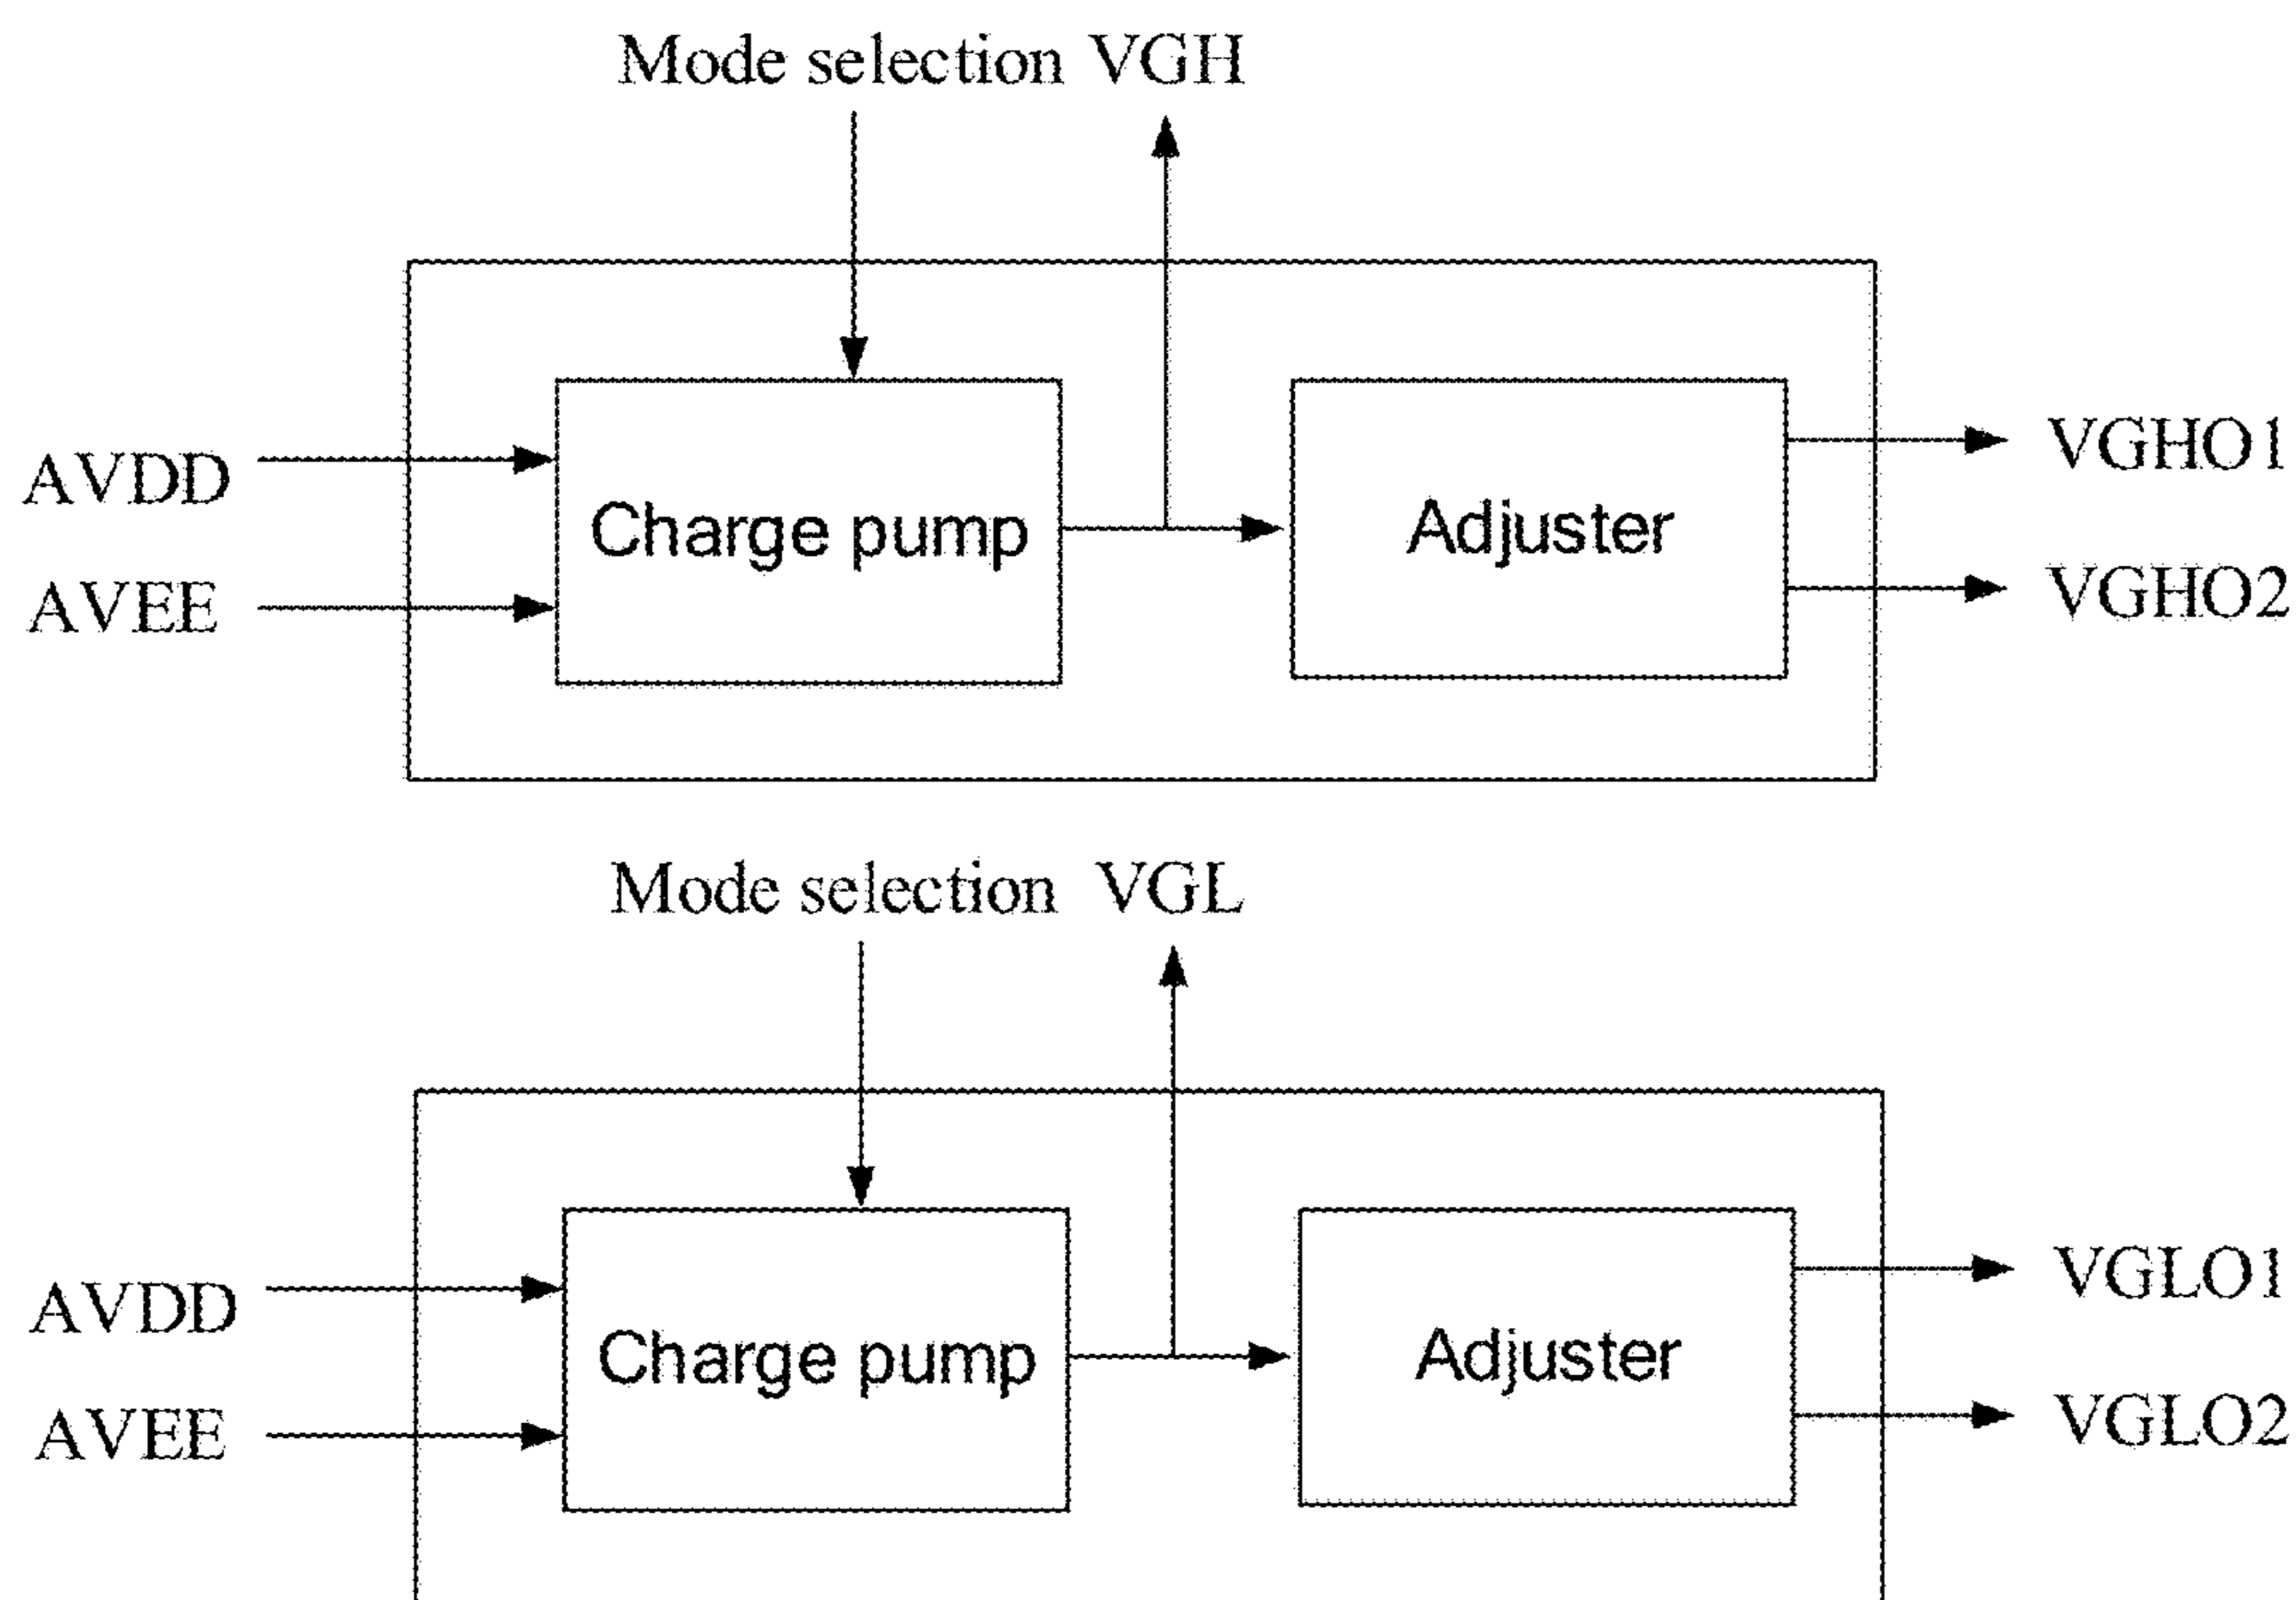 Mode selection VGH
AVDD
AVEE
Charge pump
Adjuster
VGHO1
VGHO2
Mode selection VGL
AVDD
AVEE
Charge pump
Adjuster
VGLO1
VGLO2